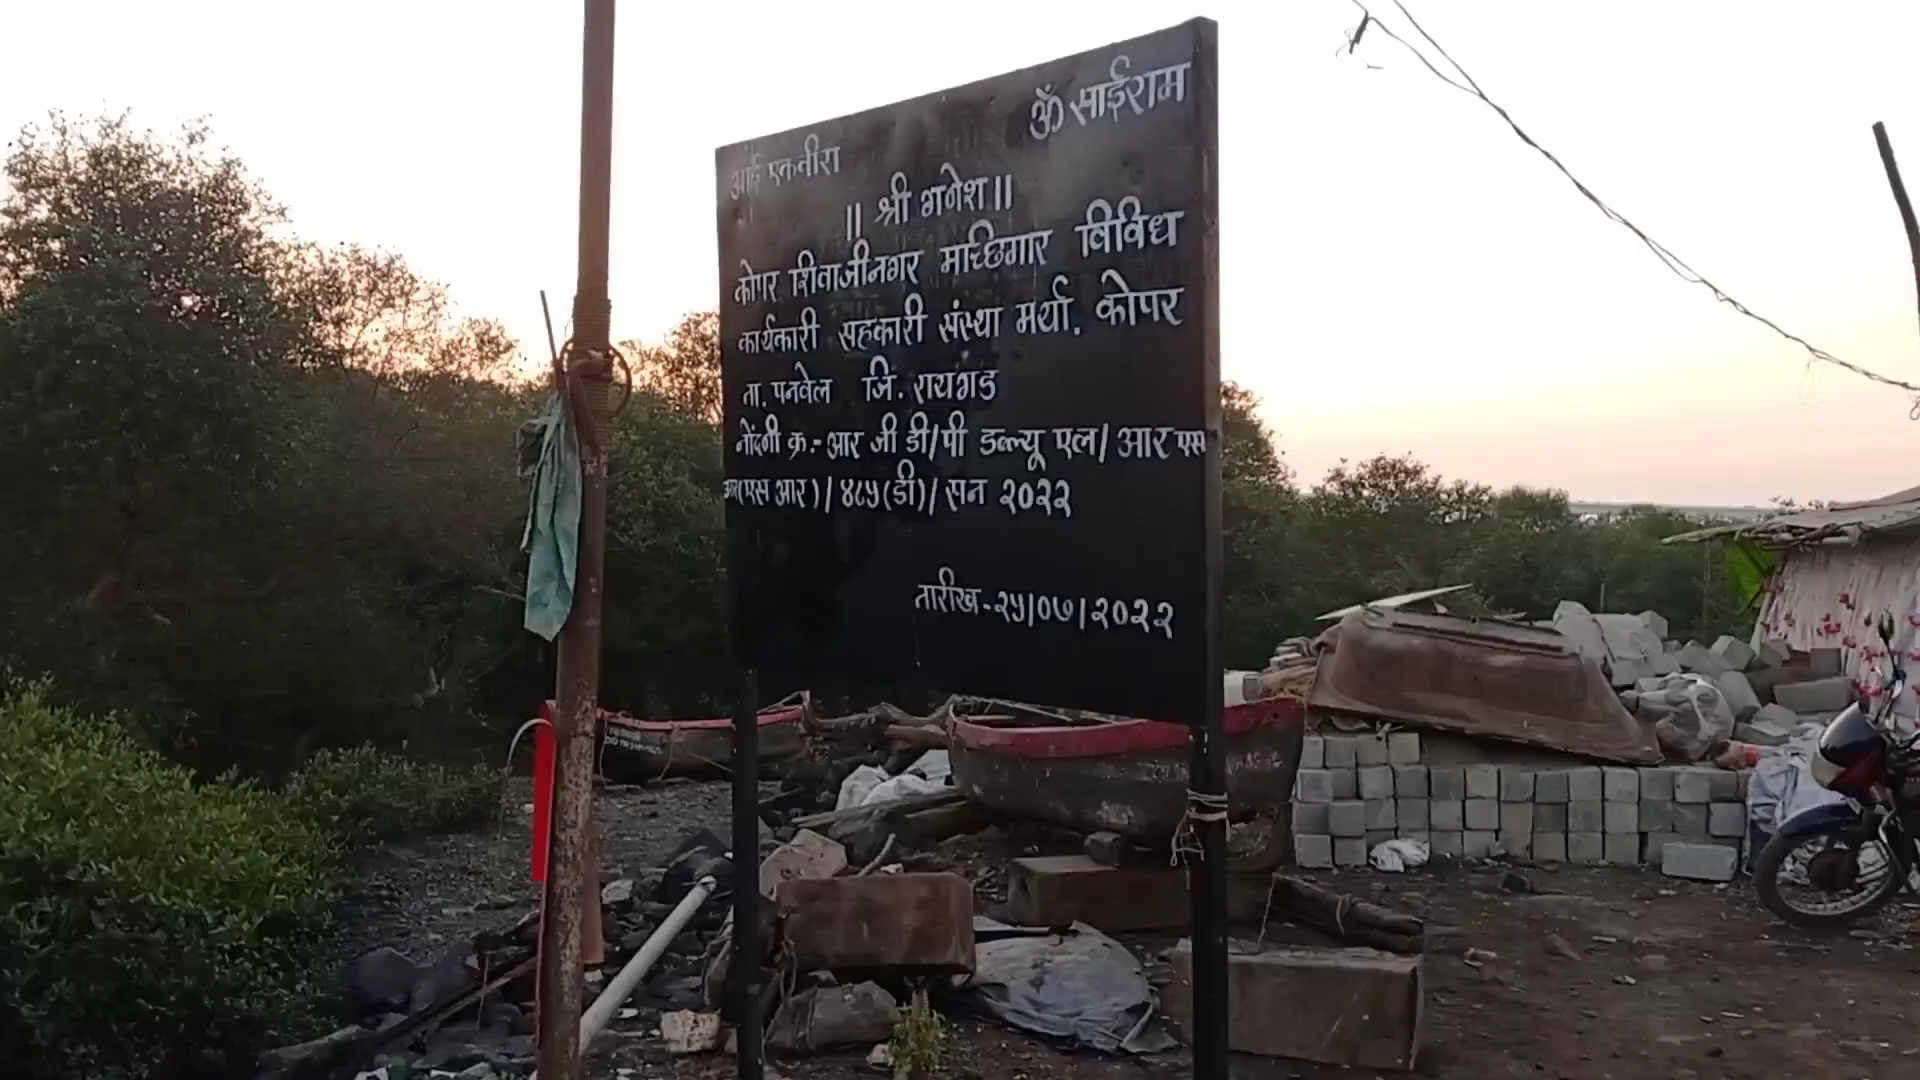 आई एकवीरा
ॐ साईराम
|| श्री गणेश ||
कोपर शिवाजीनगर मच्छिमार विविध
कार्यकारी सहकारी संस्था मर्या. कोपर
ता. पनवेल जि. रायगड
नोंदणी क्र.- आर जी डी/पी डब्ल्यू एल/ आर एस
आर(एस आर)/४८५(डी)/ सन २०२२
तारीख-२५/०७/२०२२